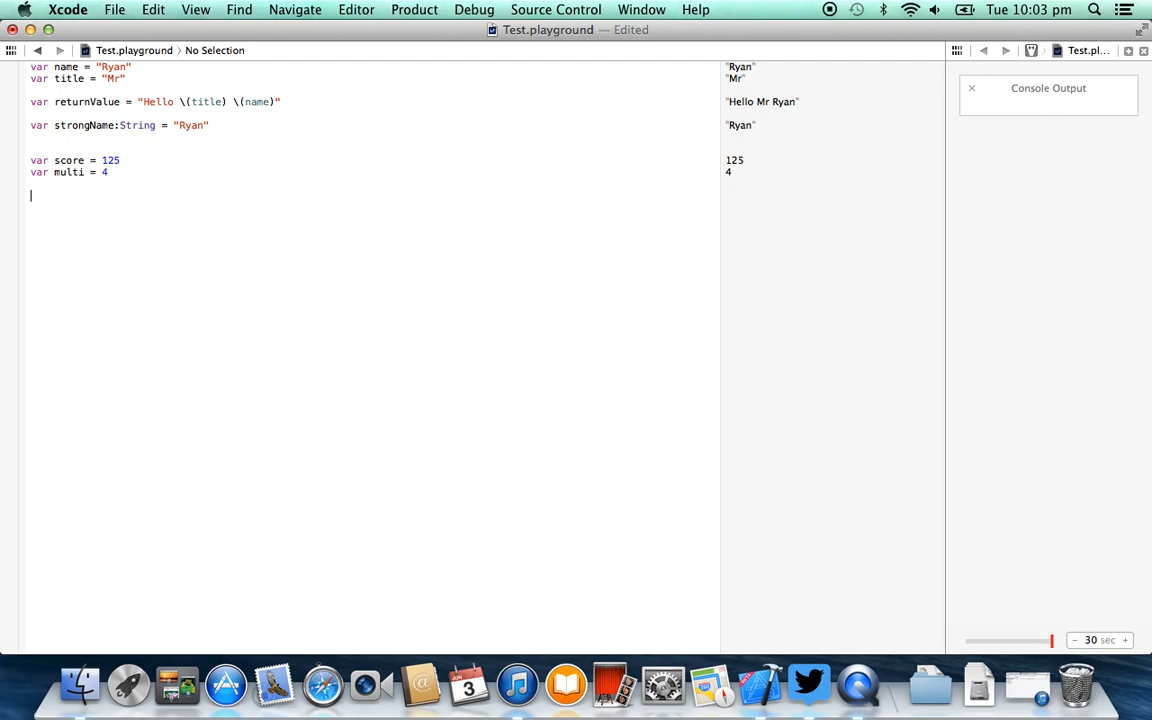 Xcode File Edit View Find Navigate Editor Product Debug Source Control Window Help Tue 10:03 pm
Test.playground — Edited
Test.playground 〉 No Selection Test.pl...
var name = "Ryan" "Ryan"
var title = "Mr" "Mr"
Console Output
var returnValue = "Hello \(title) \(name)" "Hello Mr Ryan"
var strongName:String = "Ryan" "Ryan"
var score = 125 125
var multi = 4 4
− 30 sec +
JUN
3